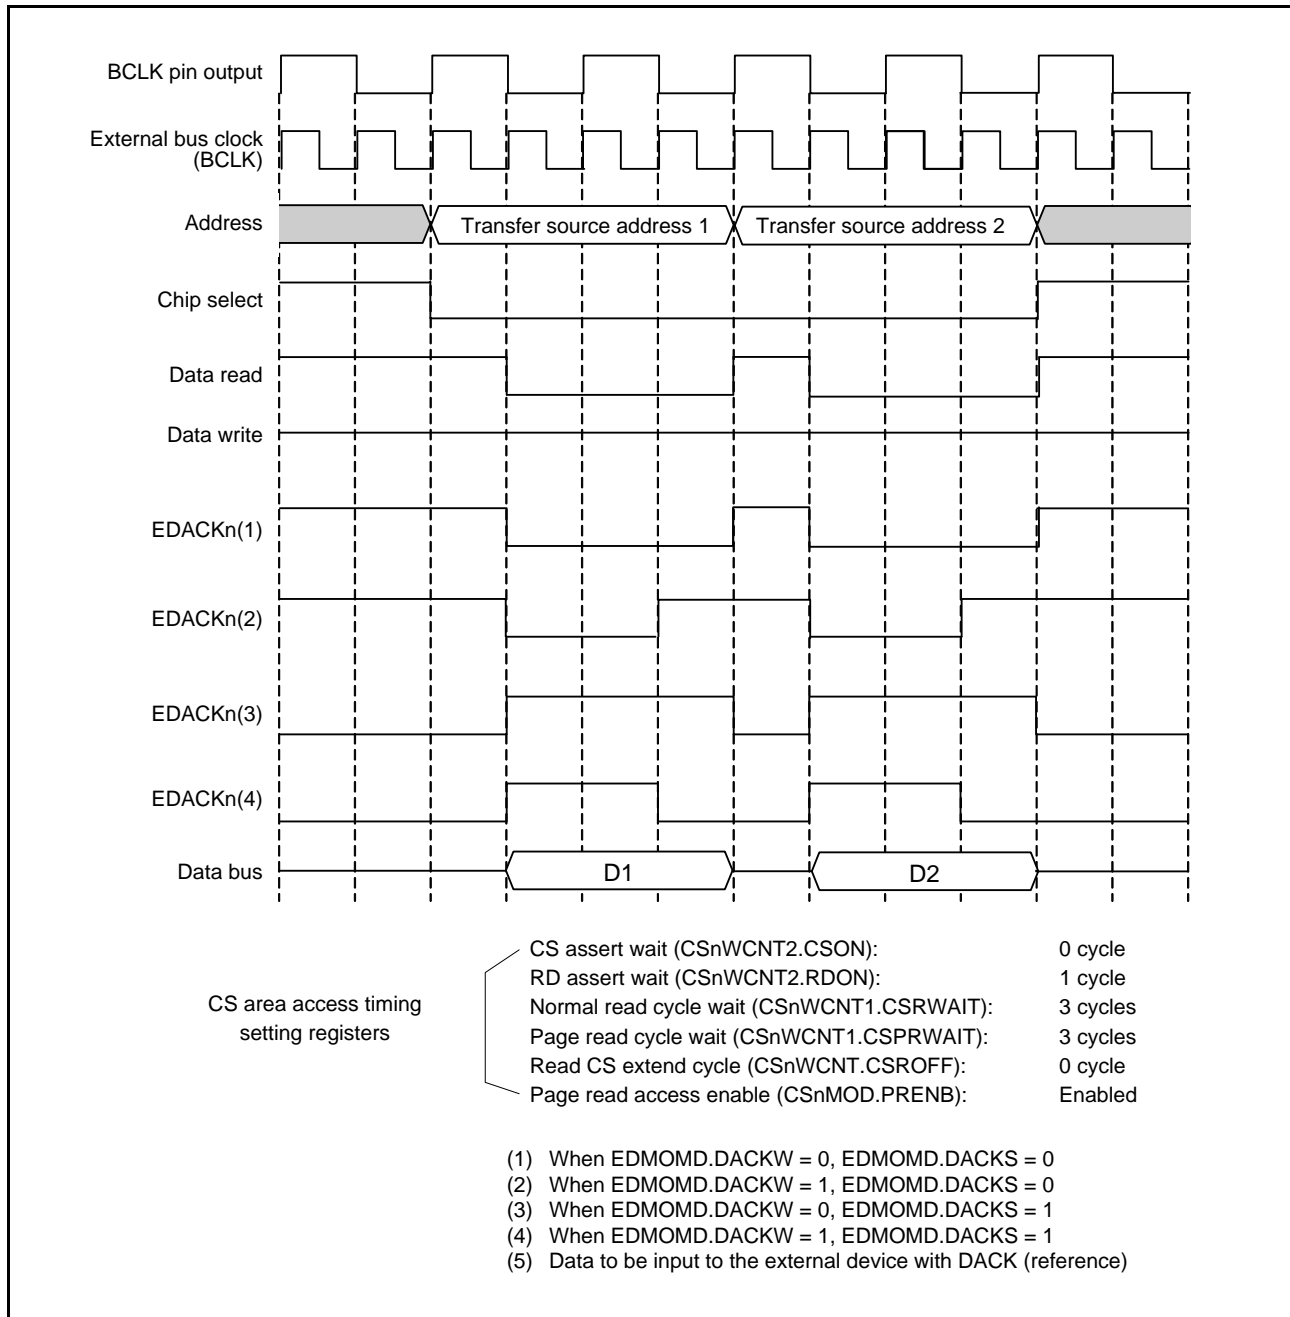 BCLK pin output
External bus clock
(BCLK)
Address
Transfer source address 1
Transfer source address 2
Chip select
Data read
Data write
EDACKn(1)
EDACKn(2)
EDACKn(3)
EDACKn(4)
Data bus
D1
D2
CS area access timing
setting registers
CS assert wait (CSnWCNT2.CSON): 0 cycle
RD assert wait (CSnWCNT2.RDON): 1 cycle
Normal read cycle wait (CSnWCNT1.CSRWAIT): 3 cycles
Page read cycle wait (CSnWCNT1.CSPRWAIT): 3 cycles
Read CS extend cycle (CSnWCNT.CSROFF): 0 cycle
Page read access enable (CSnMOD.PRENB): Enabled
(1) When EDMOMD.DACKW = 0, EDMOMD.DACKS = 0
(2) When EDMOMD.DACKW = 1, EDMOMD.DACKS = 0
(3) When EDMOMD.DACKW = 0, EDMOMD.DACKS = 1
(4) When EDMOMD.DACKW = 1, EDMOMD.DACKS = 1
(5) Data to be input to the external device with DACK (reference)